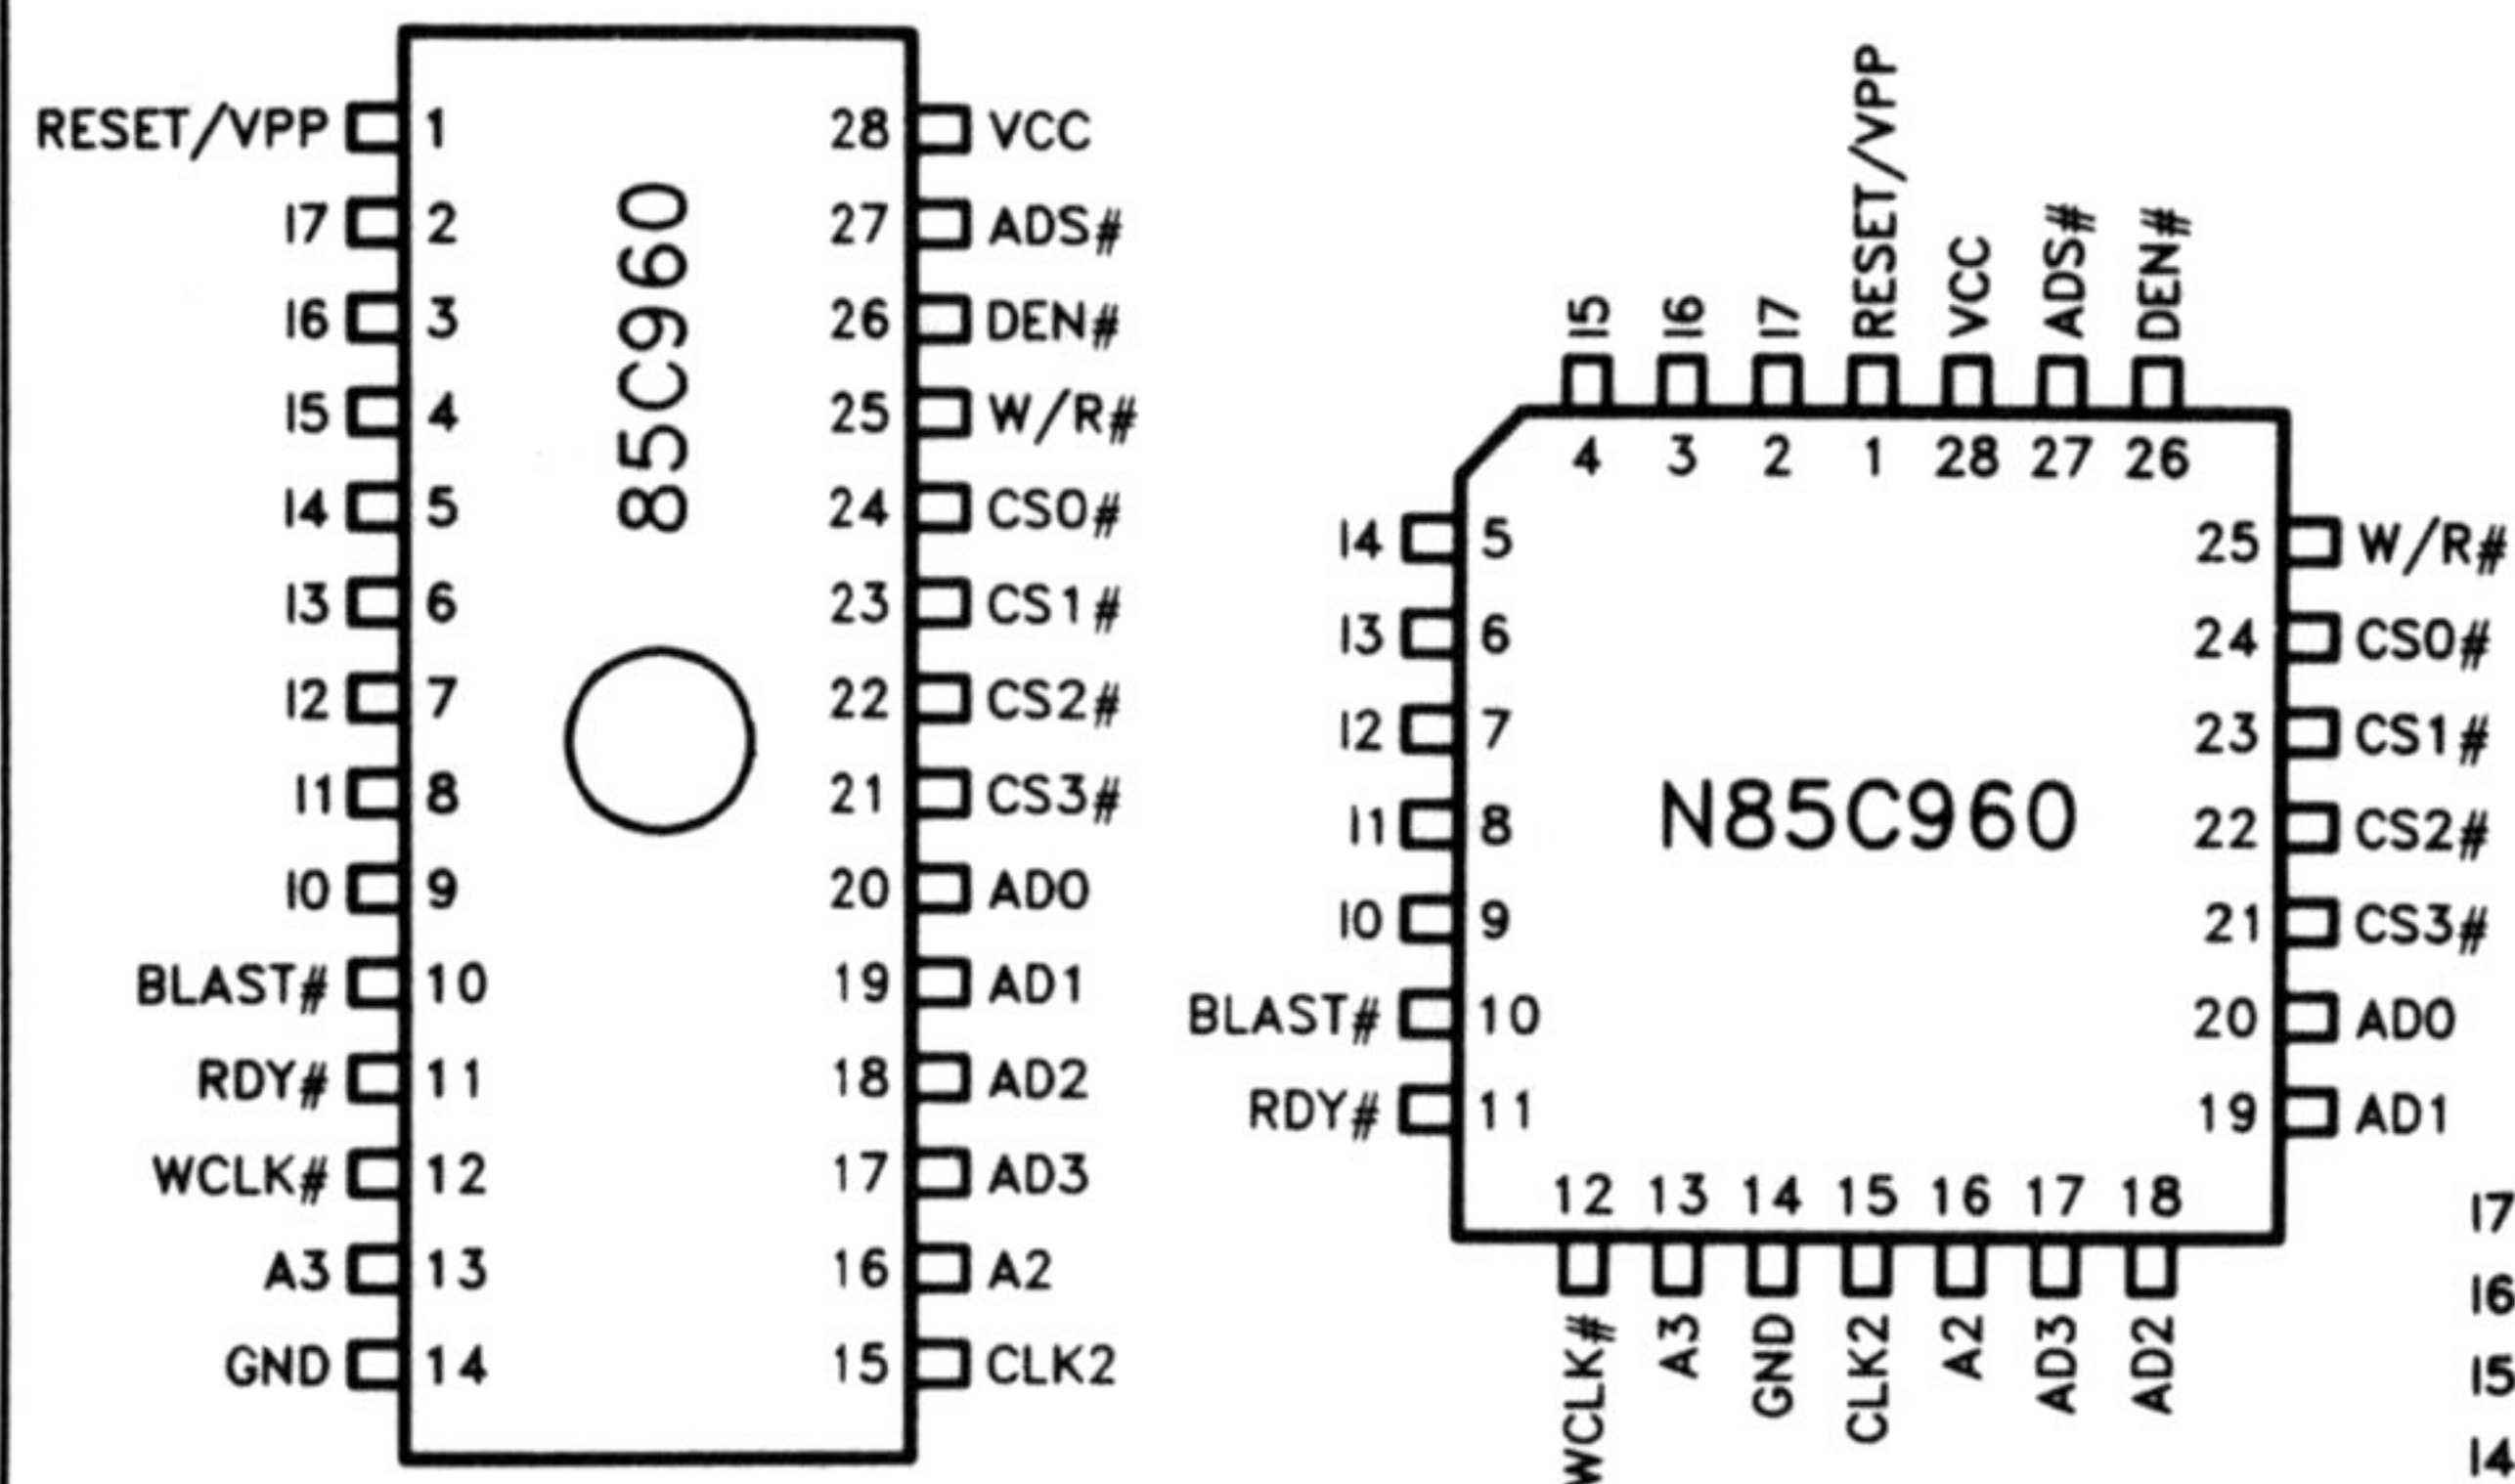 RESET/VPP 1 28 VCC
I7 2 27 ADS#
I6 3 26 DEN#
I5 4 25 W/R#
I4 5 24 CS0#
I3 6 23 CS1#
I2 7 22 CS2#
I1 8 21 CS3#
I0 9 20 AD0
BLAST# 10 19 AD1
RDY# 11 18 AD2
WCLK# 12 17 AD3
A3 13 16 A2
GND 14 15 CLK2
85C960
I5 I6 I7 RESET/VPP VCC ADS# DEN#
4 3 2 1 28 27 26
I4 5 25 W/R#
I3 6 24 CS0#
I2 7 23 CS1#
I1 8 22 CS2#
N85C960
I0 9 21 CS3#
BLAST# 10 20 AD0
RDY# 11 19 AD1
12 13 14 15 16 17 18
WCLK# A3 GND CLK2 A2 AD3 AD2
I7
I6
I5
I4